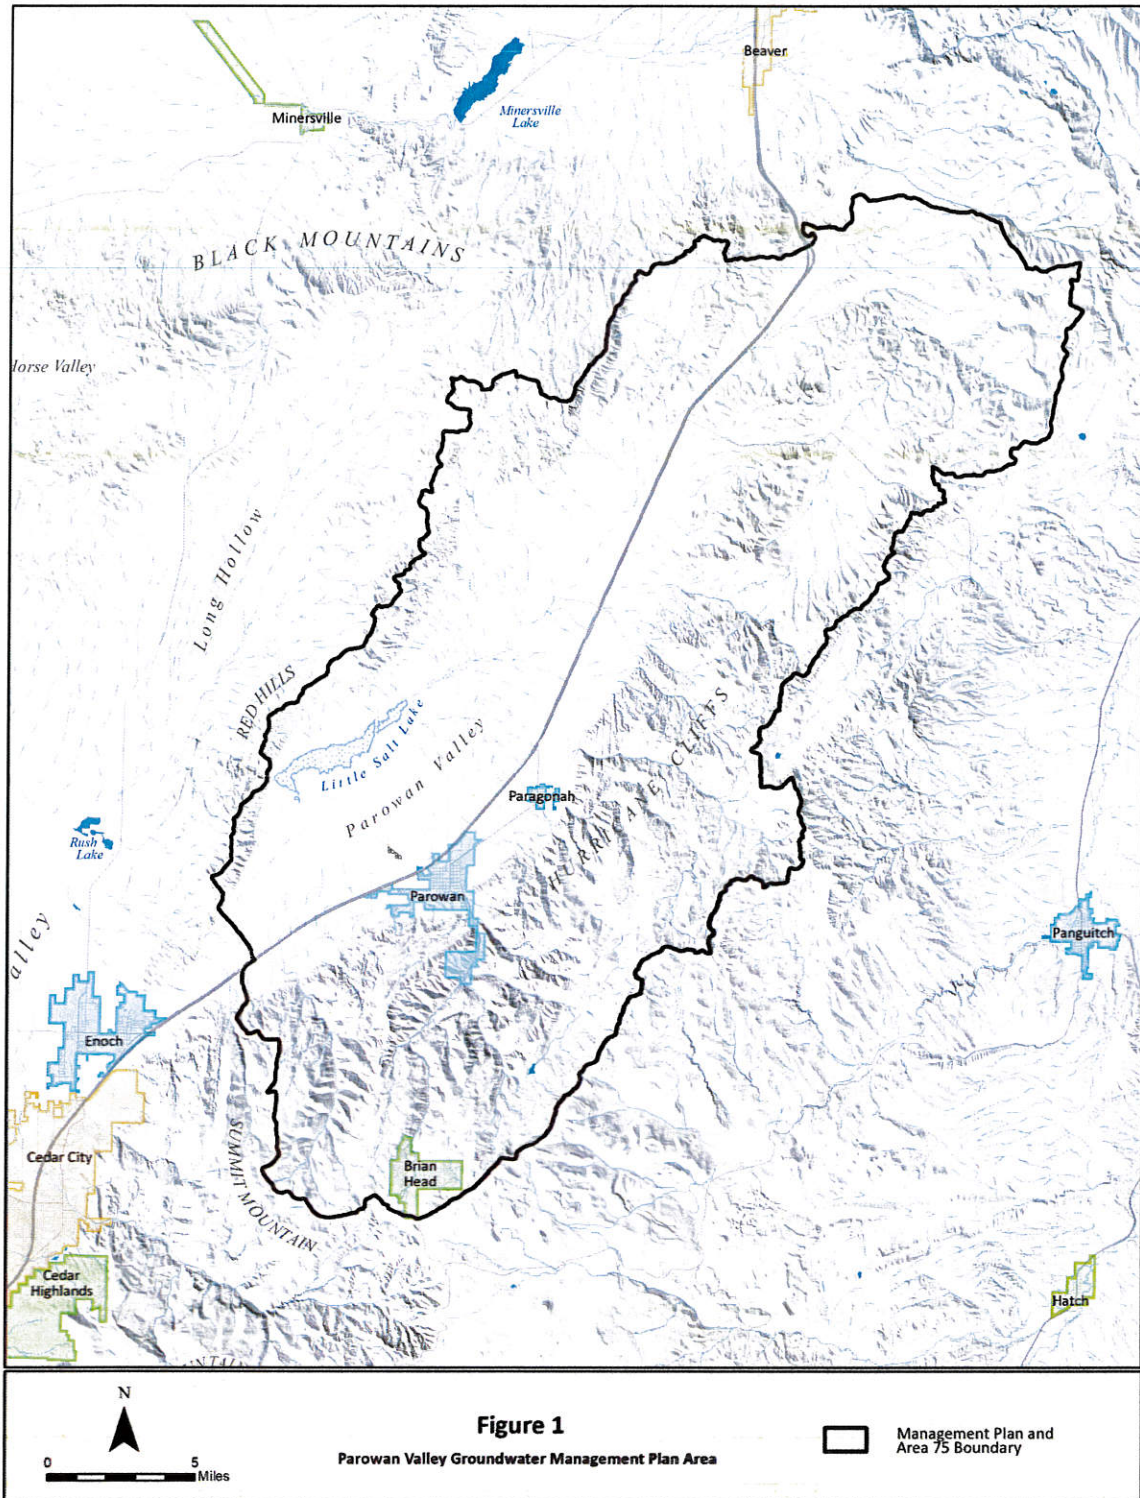 Beaver
Minersville
Lake
Minersville
BLACK MOUNTAINS
Horse Valley
Long Hollow
RED HILLS
Little Salt Lake
Parowan Valley
HURRICANE CLIFFS
Paragonah
Rush
Lake
Parowan
alley
Panguitch
Enoch
SUMMIT MOUNTAIN
Cedar City
Brian
Head
Cedar
Highlands
Hatch
UNTAIN
N
0 5
Miles
Figure 1
Parowan Valley Groundwater Management Plan Area
Management Plan and
Area 75 Boundary